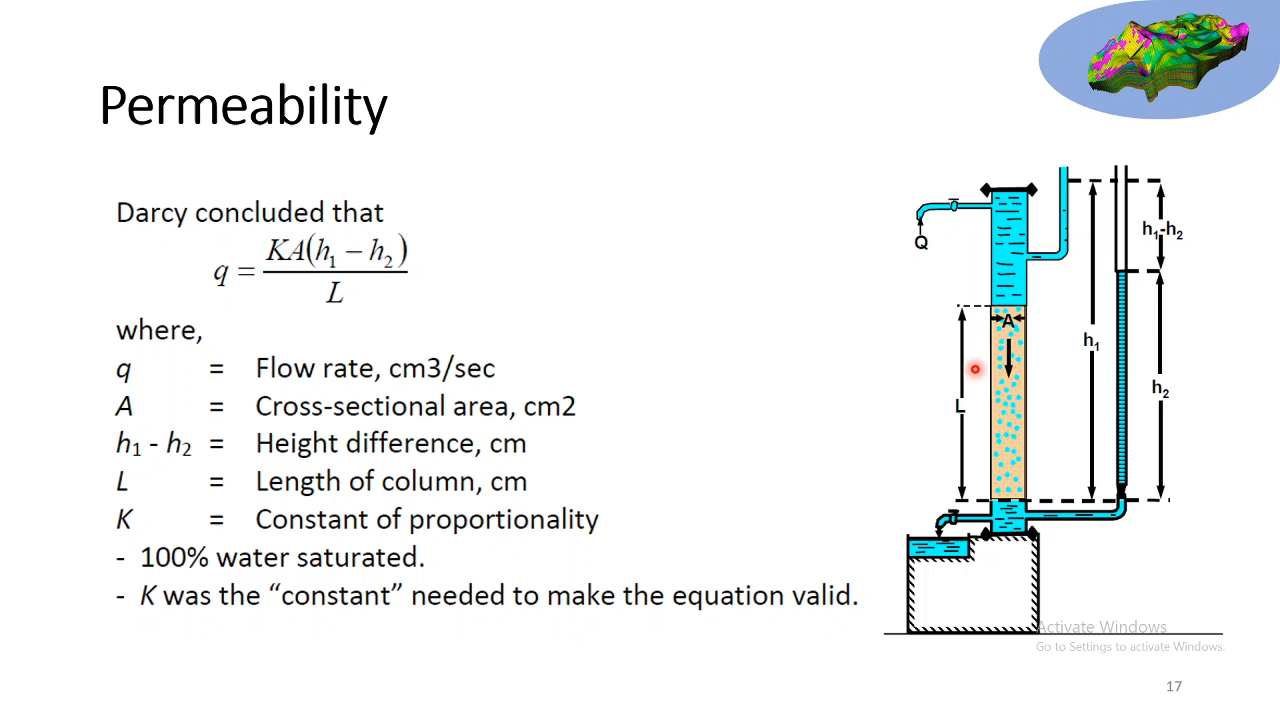 Permeability
Darcy concluded that
q = KA(h₁ − h₂) / L
where,
q = Flow rate, cm3/sec
A = Cross-sectional area, cm2
h₁ - h₂ = Height difference, cm
L = Length of column, cm
K = Constant of proportionality
- 100% water saturated.
- K was the “constant” needed to make the equation valid.
Q
A
L
h₁
h₁-h₂
h₂
Activate Windows
Go to Settings to activate Windows.
17